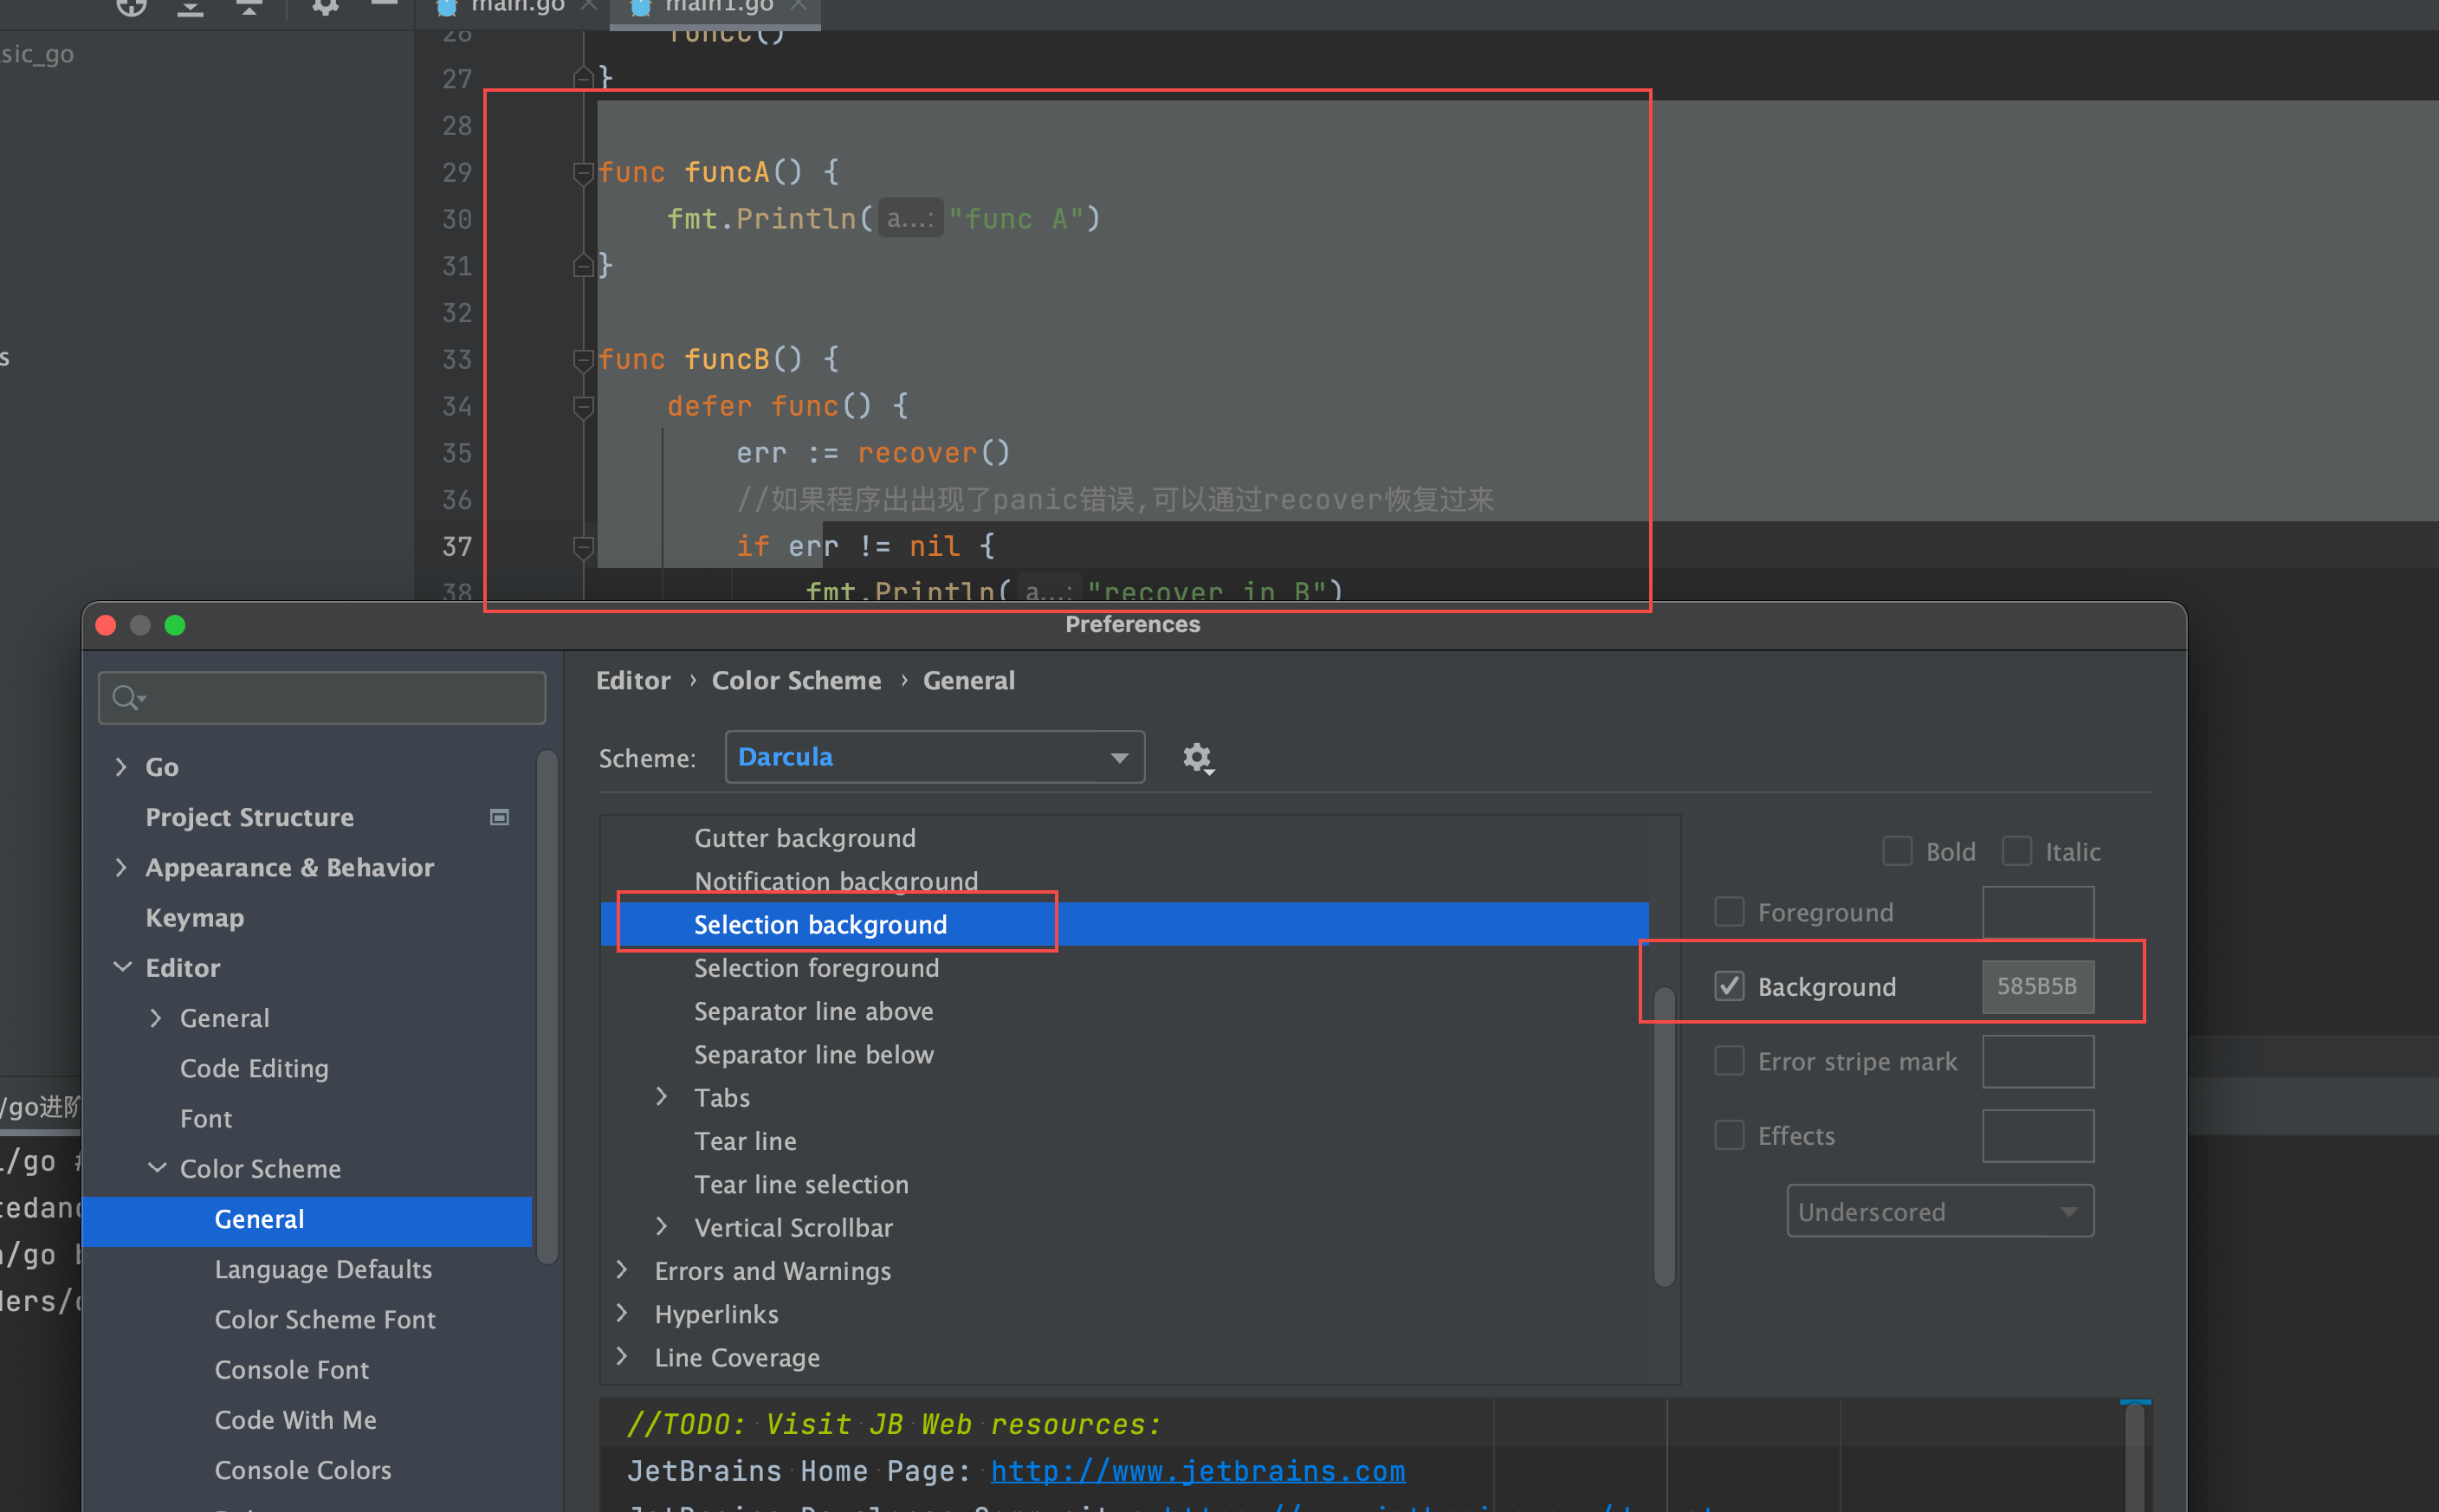 main.go
main1.go
sic_go
26 funcC()
27 }
28
29 func funcA() {
30 fmt.Println( a...: "func A")
31 }
32
33 func funcB() {
34 defer func() {
35 err := recover()
36 //如果程序出出现了panic错误,可以通过recover恢复过来
37 if err != nil {
38 fmt.Println( a...: "recover in B")
s
Preferences
Editor › Color Scheme › General
Scheme: Darcula
Go
Project Structure
Appearance & Behavior
Keymap
Editor
General
Code Editing
Font
Color Scheme
General
Language Defaults
Color Scheme Font
Console Font
Code With Me
Console Colors
Gutter background
Notification background
Selection background
Selection foreground
Separator line above
Separator line below
Tabs
Tear line
Tear line selection
Vertical Scrollbar
Errors and Warnings
Hyperlinks
Line Coverage
Bold Italic
Foreground
Background 585B5B
Error stripe mark
Effects
Underscored
//TODO: Visit JB Web resources:
JetBrains Home Page: http://www.jetbrains.com
/go进阶
/go #
/go
ders/